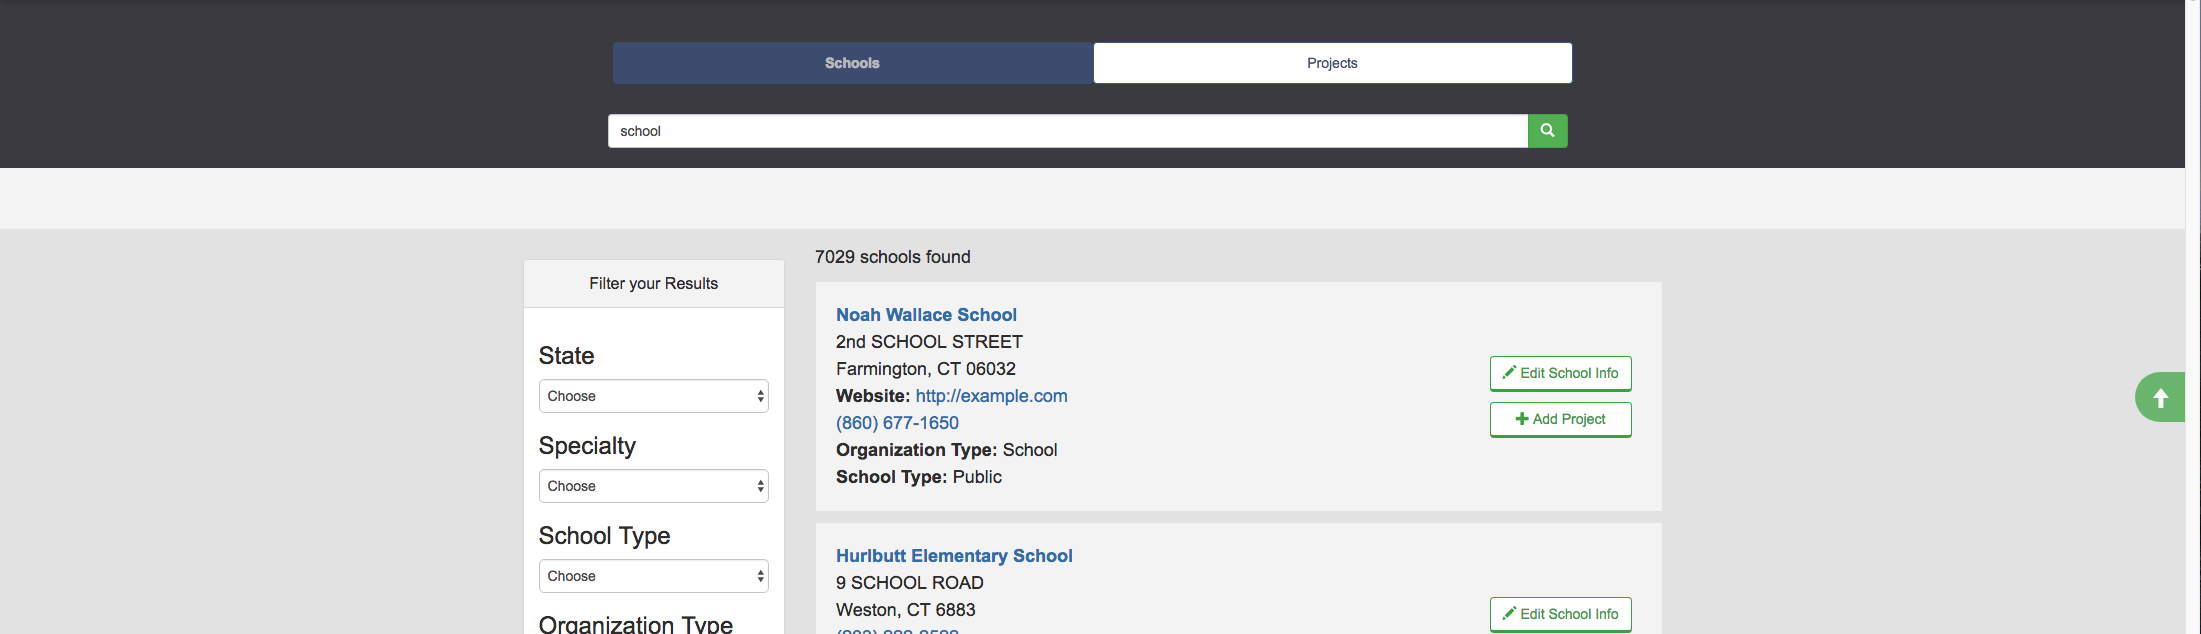 Schools
Projects
school
7029 schools found
Filter your Results
State
Choose
Specialty
Choose
School Type
Choose
Organization Type
Noah Wallace School
2nd SCHOOL STREET
Farmington, CT 06032
Website: http://example.com
(860) 677-1650
Organization Type: School
School Type: Public
Edit School Info
Add Project
Hurlbutt Elementary School
9 SCHOOL ROAD
Weston, CT 6883
Edit School Info